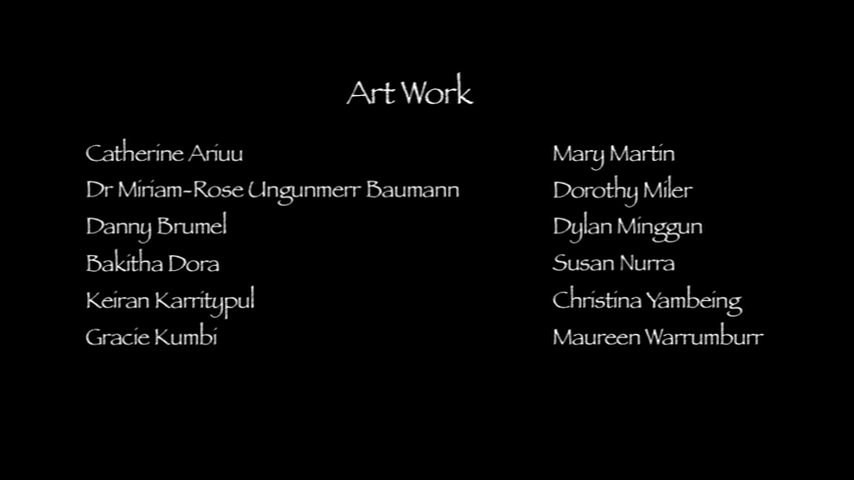 Art Work
Catherine Ariuu
Dr Miriam-Rose Ungunmerr Baumann
Danny Brumel
Bakitha Dora
Keiran Karritypul
Gracie Kumbi
Mary Martin
Dorothy Miler
Dylan Minggun
Susan Nurra
Christina Yambeing
Maureen Warrumburr